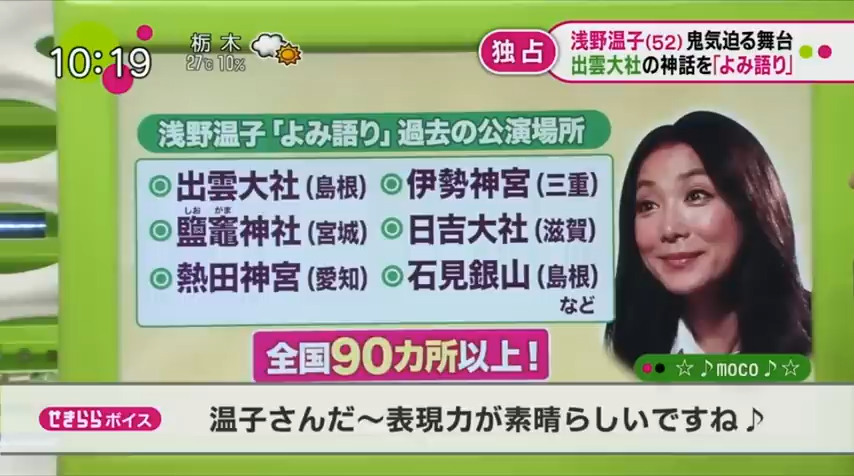 10:19
栃木
27℃ 10%
独占
浅野温子(52)鬼気迫る舞台
出雲大社の神話を「よみ語り」
浅野温子「よみ語り」過去の公演場所
◎出雲大社(島根) ◎伊勢神宮(三重)
しお がま
◎鹽竈神社(宮城) ◎日吉大社(滋賀)
◎熱田神宮(愛知) ◎石見銀山(島根)
など
全国90カ所以上!
☆♪moco♪☆
せきららボイス
温子さんだ～表現力が素晴らしいですね♪